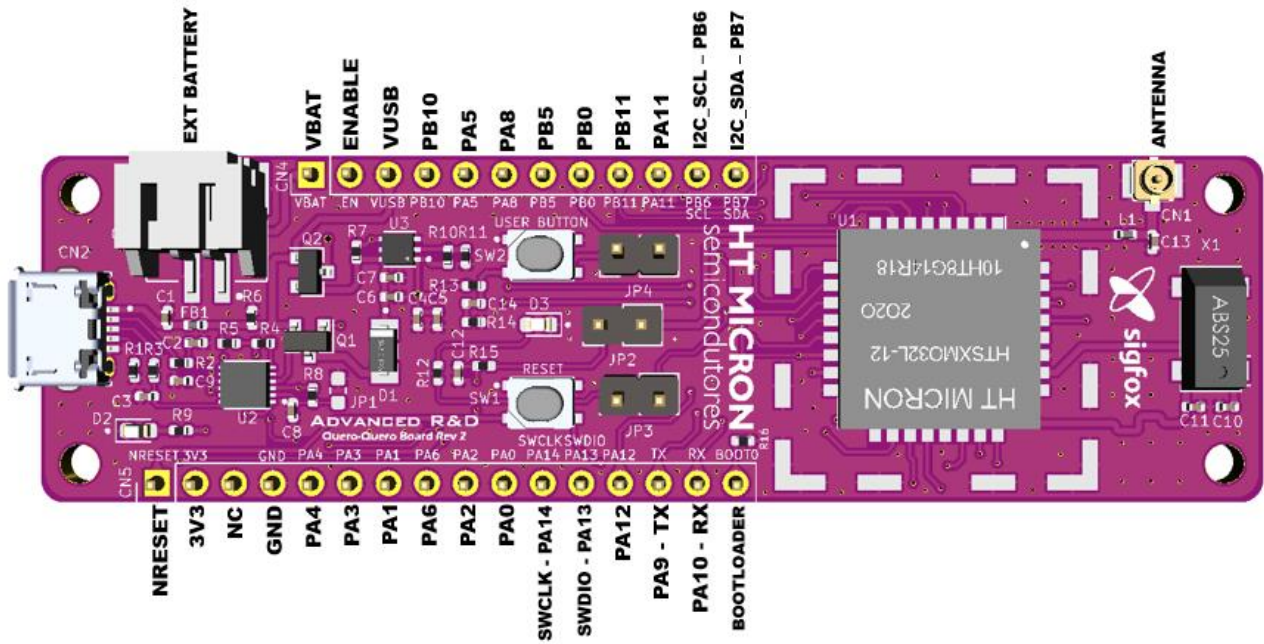 EXT BATTERY
VBAT
ENABLE
VUSB
PB10
PA5
PA8
PB5
PB0
PB11
PA11
I2C_SCL – PB6
I2C_SDA – PB7
ANTENNA
CN4
VBAT
EN
VUSB
PB10
PA5
PA8
PB5
PB0
PB11
PA11
PB6
SCL
PB7
SDA
CN2
Q2
R7
U3
R10
R11
USER BUTTON
SW2
JP4
C7
C6
R13
C14
R14
D3
C4
C5
C1
FB1
C2
R6
R5
R4
R1
R3
R2
C9
C3
Q1
D1
R12
C12
R15
RESET
SW1
JP2
JP3
D2
R9
U2
R8
C8
JP1
ADVANCED R&D
Quero-Quero Board Rev 2
HT MICRON
semiconductores
R16
U1
10HT8G14R18
2020
HTSXMO32L-12
HT MICRON
L1
CN1
C13
X1
sigfox
ABS25
C11
C10
CN5
NRESET
3V3
GND
PA4
PA3
PA1
PA6
PA2
PA0
SWCLK
PA14
SWDIO
PA13
PA12
TX
RX
BOOT0
NRESET
3V3
NC
GND
PA4
PA3
PA1
PA6
PA2
PA0
SWCLK - PA14
SWDIO - PA13
PA12
PA9 - TX
PA10 - RX
BOOTLOADER